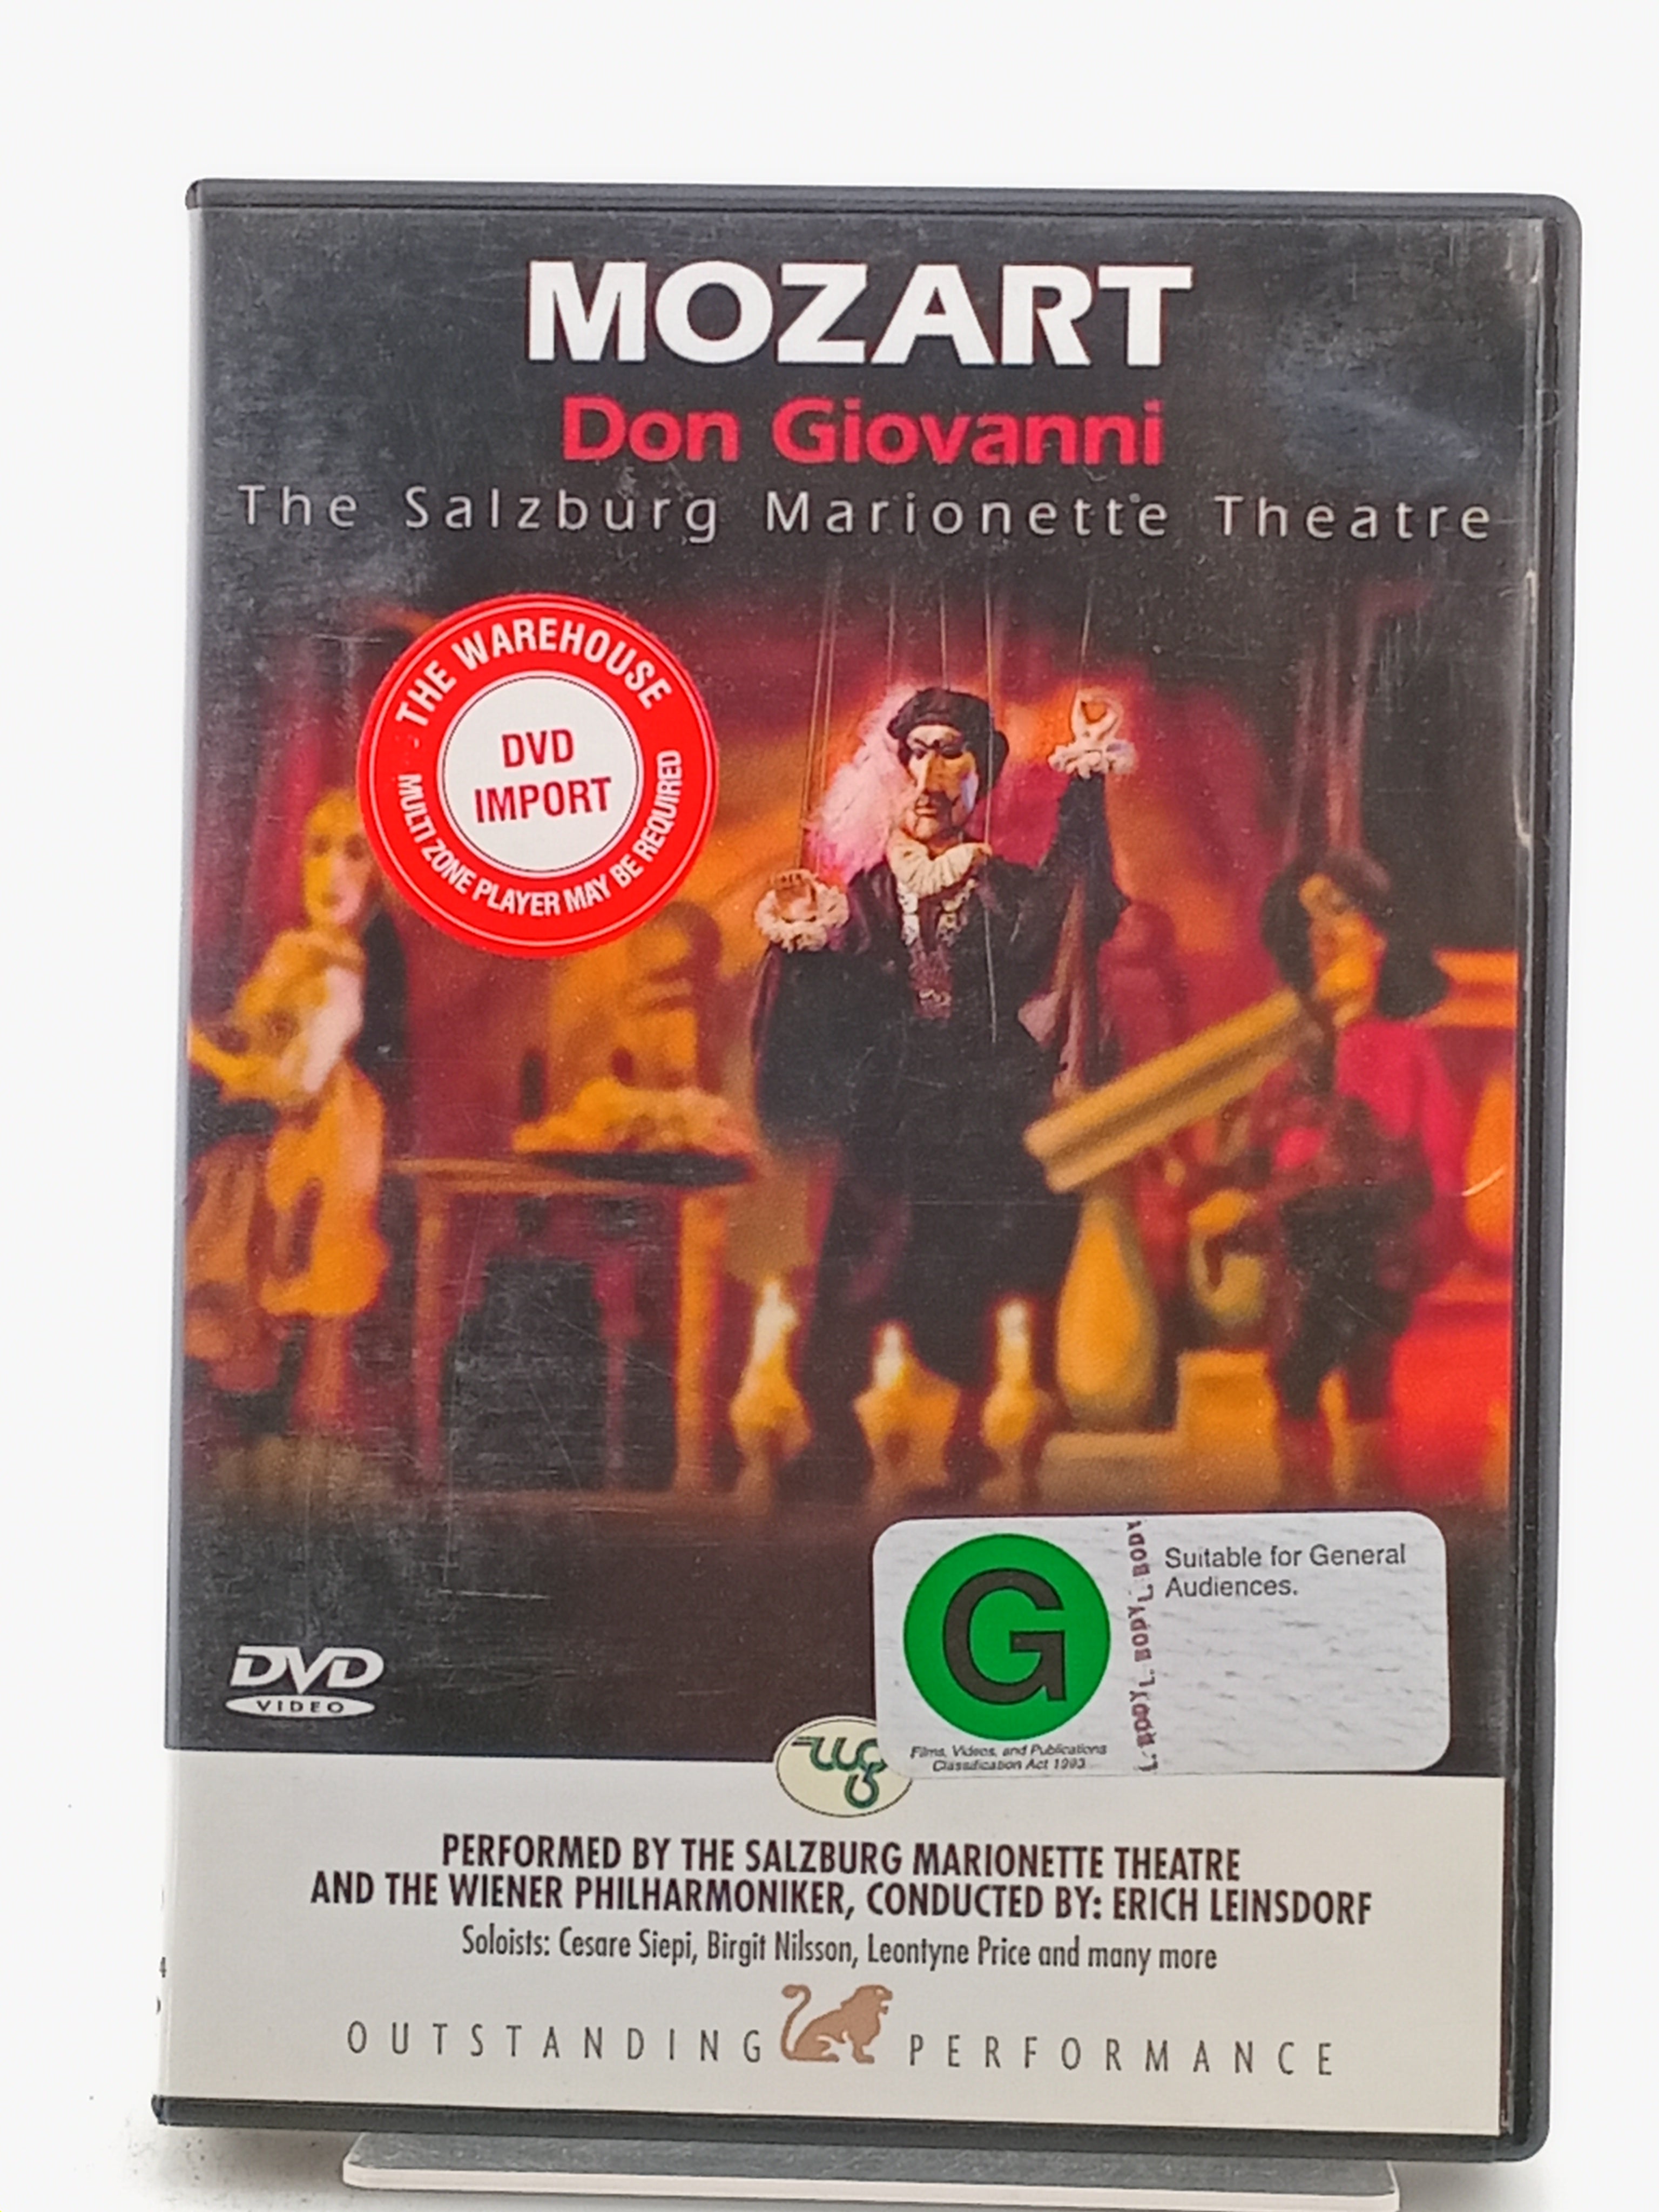 MOZART
Don Giovanni
The Salzburg Marionette Theatre
THE WAREHOUSE
DVD
IMPORT
MULTI ZONE PLAYER MAY BE REQUIRED
G
Suitable for General
Audiences.
Films, Videos, and Publications
Classification Act 1993
DVD
VIDEO
PERFORMED BY THE SALZBURG MARIONETTE THEATRE
AND THE WIENER PHILHARMONIKER, CONDUCTED BY: ERICH LEINSDORF
Soloists: Cesare Siepi, Birgit Nilsson, Leontyne Price and many more
OUTSTANDING PERFORMANCE